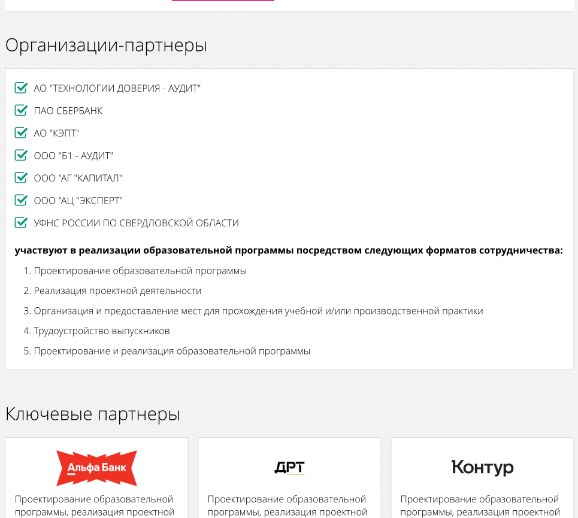 Организации-партнеры
АО "ТЕХНОЛОГИИ ДОВЕРИЯ - АУДИТ"
ПАО СБЕРБАНК
АО "КЭПТ"
ООО "Б1 - АУДИТ"
ООО "АГ "КАПИТАЛ"
ООО "АЦ "ЭКСПЕРТ"
УФНС РОССИИ ПО СВЕРДЛОВСКОЙ ОБЛАСТИ
участвуют в реализации образовательной программы посредством следующих форматов сотрудничества:
1. Проектирование образовательной программы
2. Реализация проектной деятельности
3. Организация и предоставление мест для прохождения учебной и/или производственной практики
4. Трудоустройство выпускников
5. Проектирование и реализация образовательной программы
Ключевые партнеры
Альфа Банк
Проектирование образовательной
программы, реализация проектной
ДРТ
Проектирование образовательной
программы, реализация проектной
Контур
Проектирование образовательной
программы, реализация проектной